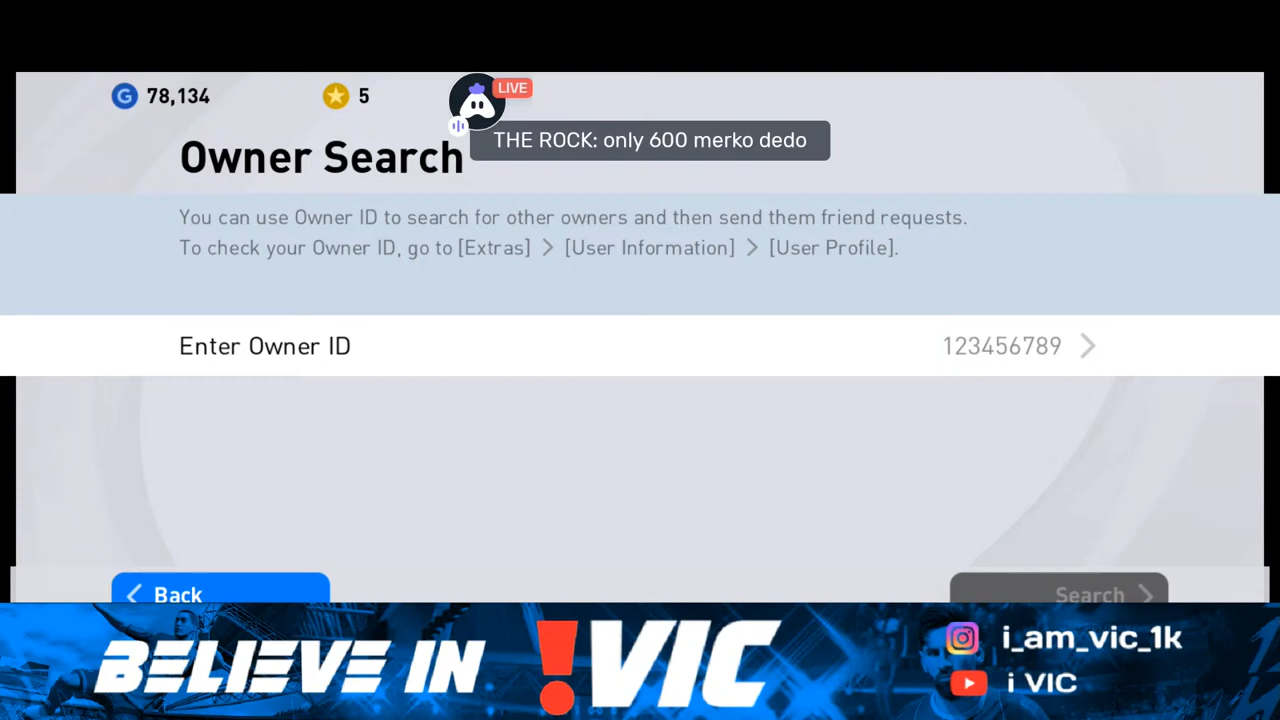 G 78,134
5
LIVE
THE ROCK: only 600 merko dedo
Owner Search
You can use Owner ID to search for other owners and then send them friend requests.
To check your Owner ID, go to [Extras] > [User Information] > [User Profile].
Enter Owner ID
123456789 >
< Back
Search >
BELIEVE IN !VIC
i_am_vic_1k
i VIC